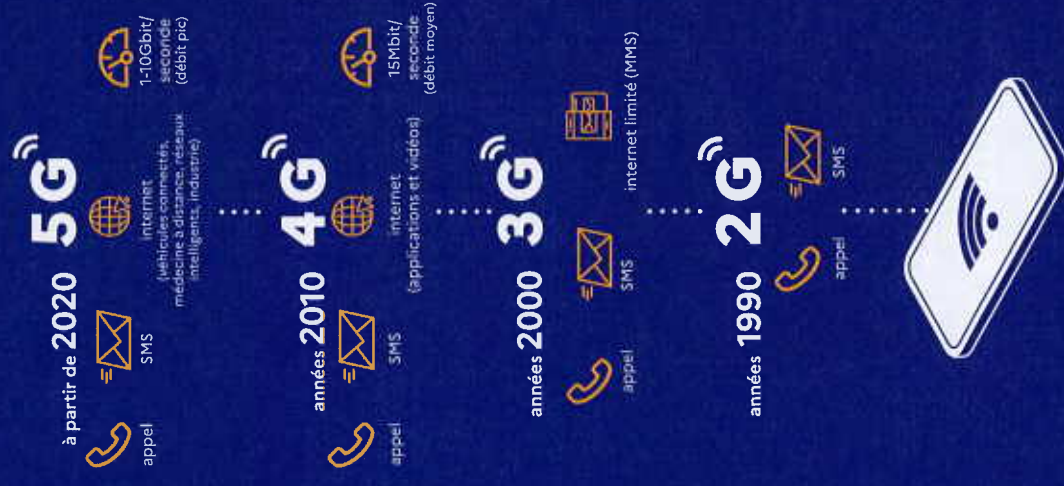 à partir de 2020 5G
appel
SMS
internet
(véhicules connectés,
médecine à distance, réseaux
intelligents, industrie)
1-10Gbit/
seconde
(débit pic)
années 2010 4G
appel
SMS
internet
(applications et vidéos)
15Mbit/
seconde
(débit moyen)
années 2000 3G
appel
SMS
internet limité (MMS)
années 1990 2G
appel
SMS